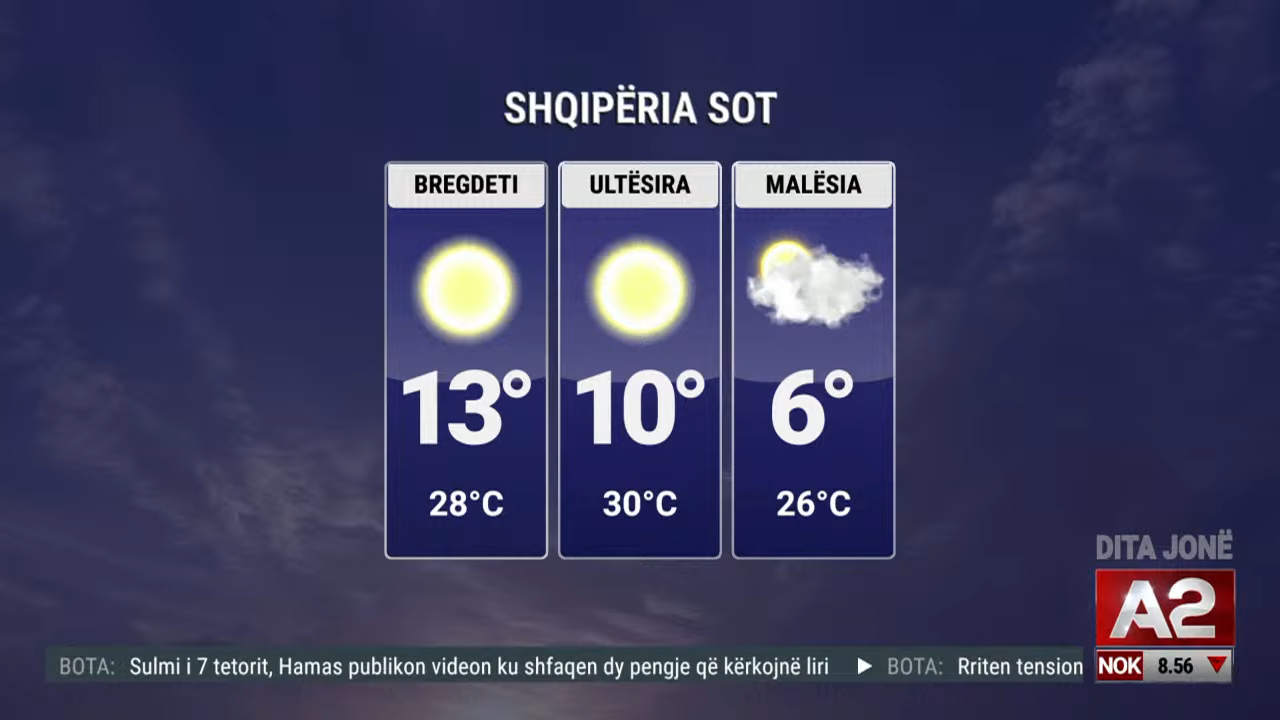 SHQIPËRIA SOT
BREGDETI
ULTËSIRA
MALËSIA
13°
10°
6°
28°C
30°C
26°C
DITA JONË
A2
BOTA: Sulmi i 7 tetorit, Hamas publikon videon ku shfaqen dy pengje që kërkojnë liri ▶ BOTA: Rriten tension
NOK 8.56 ▼